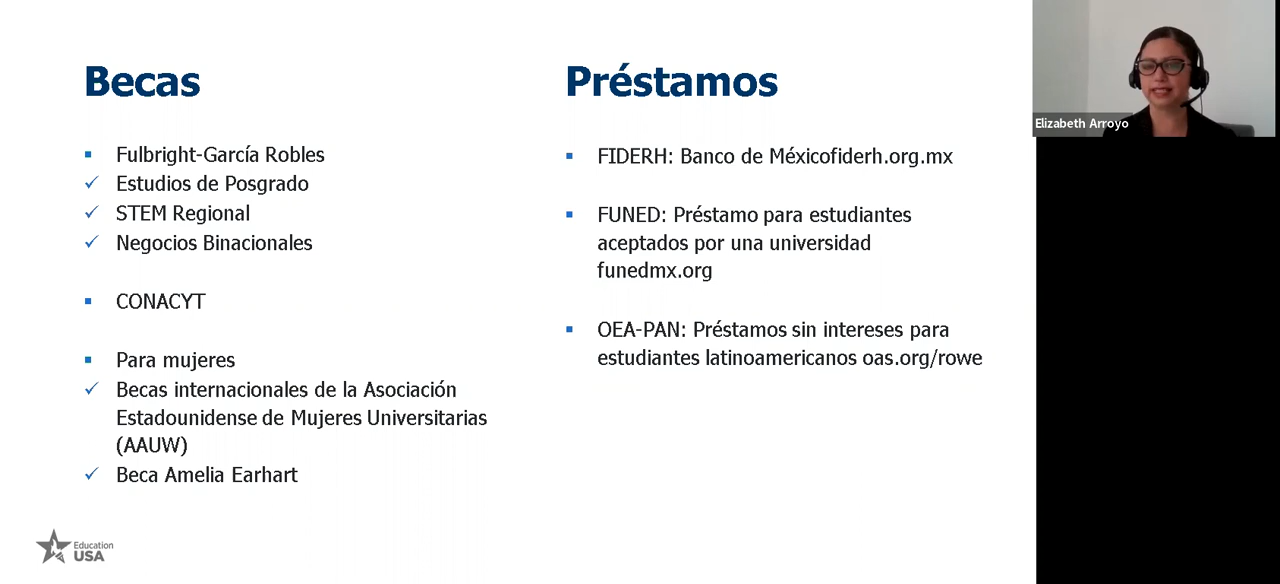 Becas
Fulbright-García Robles
Estudios de Posgrado
STEM Regional
Negocios Binacionales
CONACYT
Para mujeres
Becas internacionales de la Asociación
Estadounidense de Mujeres Universitarias
(AAUW)
Beca Amelia Earhart
Préstamos
FIDERH: Banco de Méxicofiderh.org.mx
FUNED: Préstamo para estudiantes
aceptados por una universidad
funedmx.org
OEA-PAN: Préstamos sin intereses para
estudiantes latinoamericanos oas.org/rowe
Elizabeth Arroyo
Education
USA